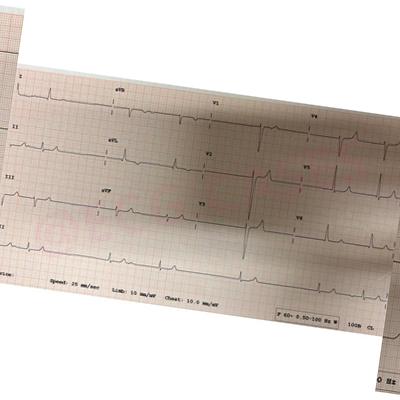 I aVR V1 V4
II aVL V2 V5
III aVF V3 V6
II
Speed: 25 mm/sec Limb: 10 mm/mV Chest: 10.0 mm/mV F 60~ 0.50-100 Hz W 100B CL